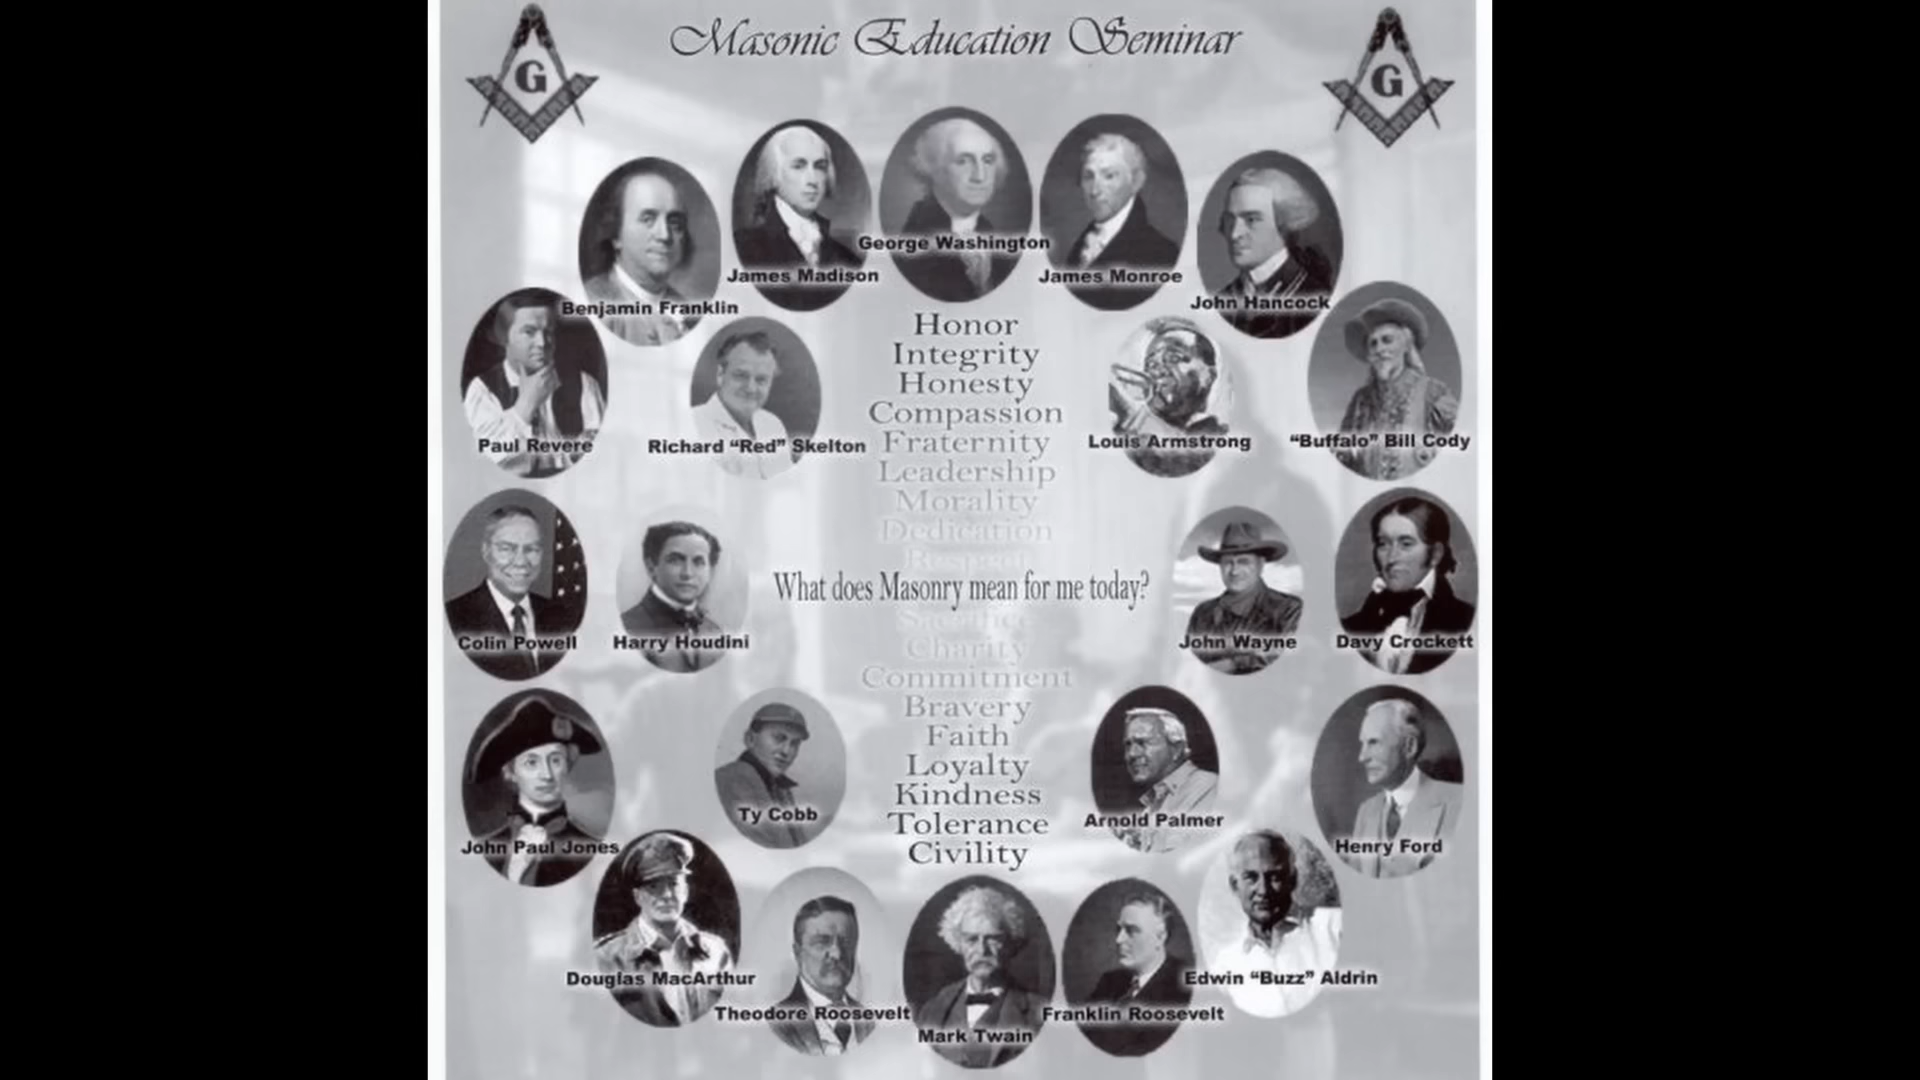 Masonic Education Seminar
G
G
George Washington
James Madison
James Monroe
Benjamin Franklin
John Hancock
Honor
Integrity
Honesty
Compassion
Fraternity
Leadership
Morality
Dedication
Respect
Paul Revere
Richard “Red” Skelton
Louis Armstrong
“Buffalo” Bill Cody
What does Masonry mean for me today?
Colin Powell
Harry Houdini
John Wayne
Davy Crockett
Sacrifice
Charity
Commitment
Bravery
Faith
Loyalty
Kindness
Tolerance
Civility
Ty Cobb
Arnold Palmer
John Paul Jones
Henry Ford
Douglas MacArthur
Edwin “Buzz” Aldrin
Theodore Roosevelt
Franklin Roosevelt
Mark Twain